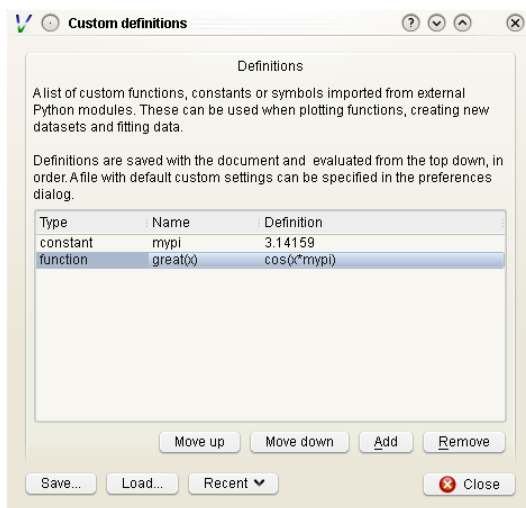 Custom definitions
Definitions
A list of custom functions, constants or symbols imported from external
Python modules. These can be used when plotting functions, creating new
datasets and fitting data.
Definitions are saved with the document and evaluated from the top down, in
order. A file with default custom settings can be specified in the preferences
dialog.
Type Name Definition
constant mypi 3.14159
function great(x) cos(x*mypi)
Move up Move down Add Remove
Save... Load... Recent Close